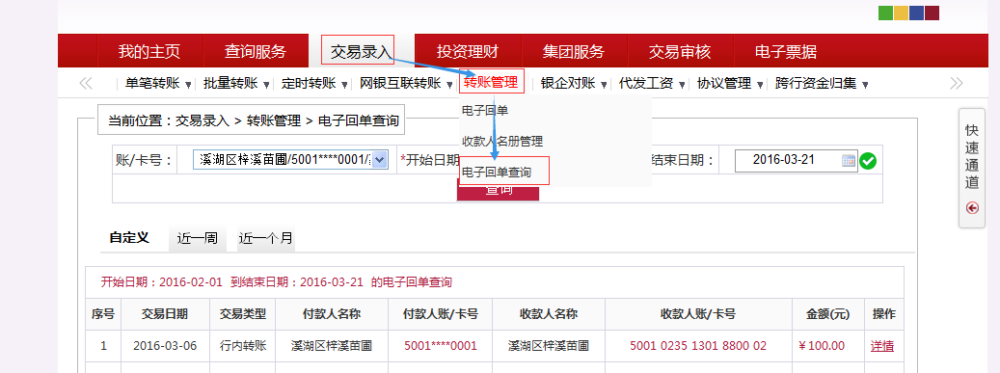 我的主页 查询服务 交易录入 投资理财 集团服务 交易审核 电子票据
单笔转账 批量转账 定时转账 网银互联转账 转账管理 银企对账 代发工资 协议管理 跨行资金归集
电子回单
收款人名册管理
电子回单查询
当前位置：交易录入 > 转账管理 > 电子回单查询
账/卡号： 溪湖区梓溪苗圃/5001****0001/ *开始日期 结束日期： 2016-03-21
查询
快速通道
自定义 近一周 近一个月
开始日期：2016-02-01 到结束日期：2016-03-21 的电子回单查询
序号 交易日期 交易类型 付款人名称 付款人账/卡号 收款人名称 收款人账/卡号 金额(元) 操作
1 2016-03-06 行内转账 溪湖区梓溪苗圃 5001****0001 溪湖区梓溪苗圃 5001 0235 1301 8800 02 ￥100.00 详情